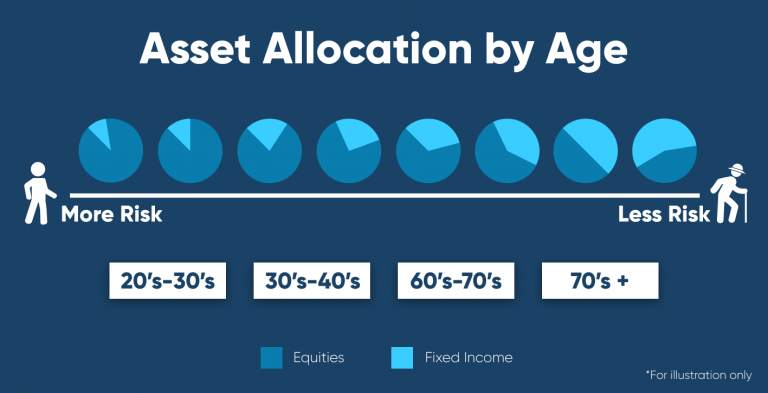 Asset Allocation by Age
More Risk
Less Risk
20's-30's
30's-40's
60's-70's
70's +
Equities
Fixed Income
*For illustration only